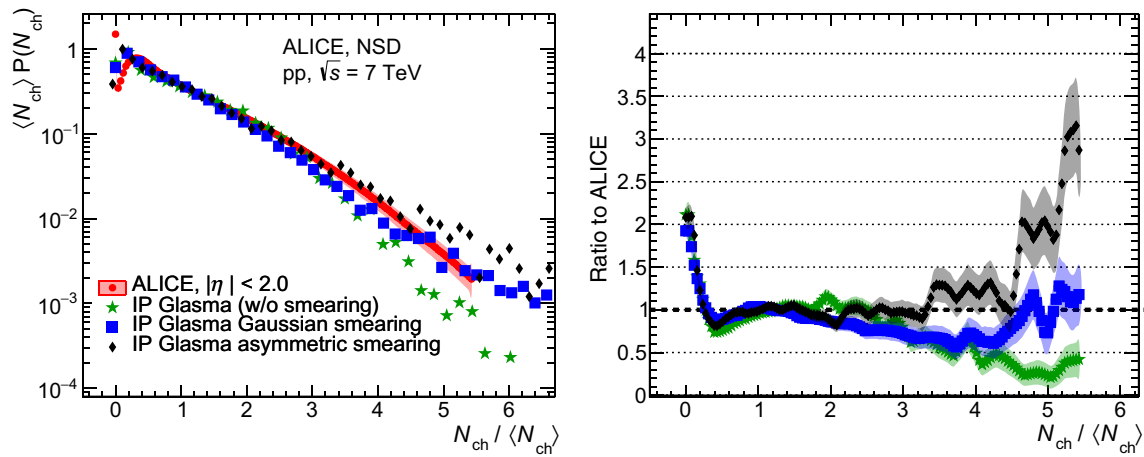 ALICE, NSD
pp, √s = 7 TeV
⟨N_ch⟩ P(N_ch)
1
10⁻¹
10⁻²
10⁻³
10⁻⁴
ALICE, |η| < 2.0
IP Glasma (w/o smearing)
IP Glasma Gaussian smearing
IP Glasma asymmetric smearing
0 1 2 3 4 5 6
N_ch / ⟨N_ch⟩
Ratio to ALICE
4
3.5
3
2.5
2
1.5
1
0.5
0
0 1 2 3 4 5 6
N_ch / ⟨N_ch⟩